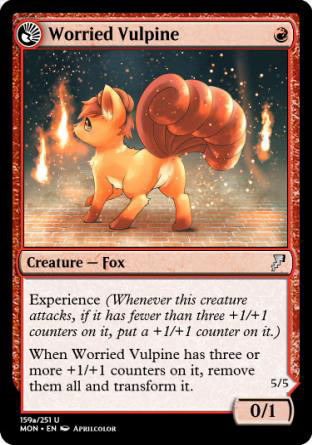 Worried Vulpine
Creature — Fox
Experience (Whenever this creature
attacks, if it has fewer than three +1/+1
counters on it, put a +1/+1 counter on it.)
When Worried Vulpine has three or
more +1/+1 counters on it, remove
them all and transform it.
5/5
0/1
159a/251 U
MON • EN Aprilcolor